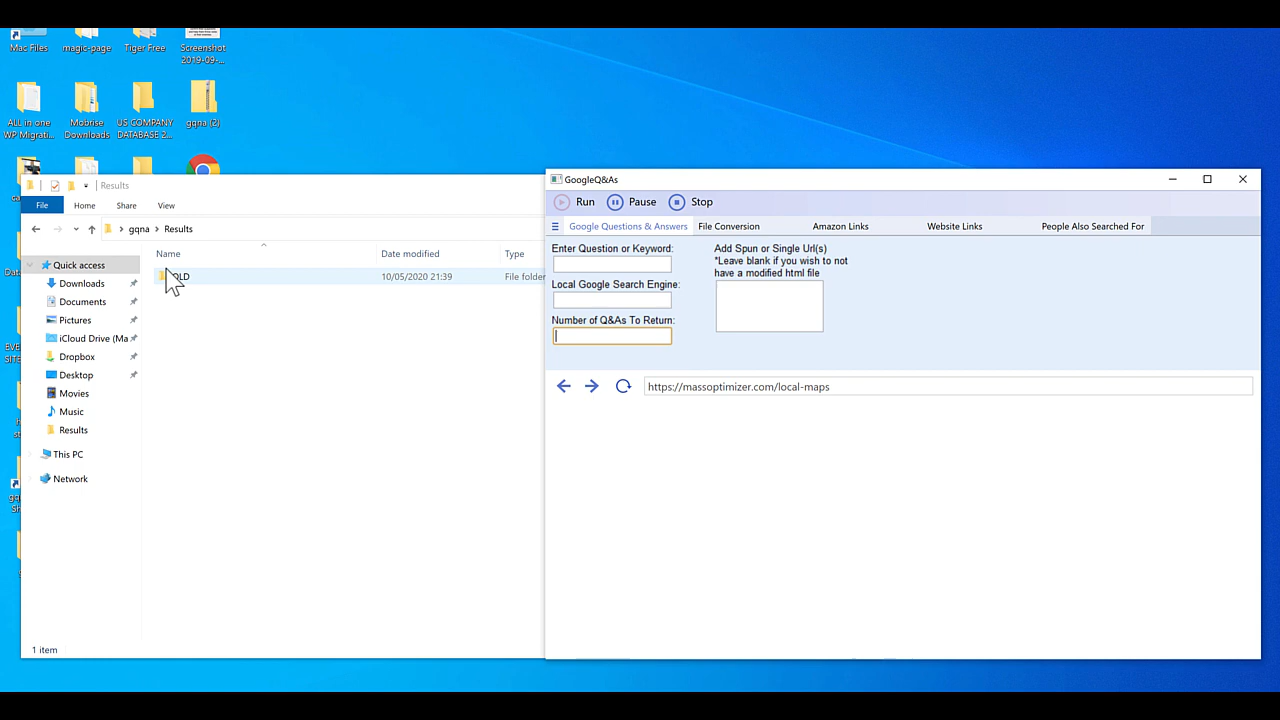 Mac Files
magic-page
Tiger Free
Screenshot
2019-09-...
ALL in one
WP Migrati...
Mobrise
Downloads
US COMPANY
DATABASE 2...
gqna (2)
Results
File
Home
Share
View
gqna > Results
Name
Date modified
Type
10/05/2020 21:39
File folder
Quick access
Downloads
Documents
Pictures
iCloud Drive (Ma
Dropbox
Desktop
Movies
Music
Results
This PC
Network
1 item
GoogleQ&As
Run
Pause
Stop
Google Questions & Answers
File Conversion
Amazon Links
Website Links
People Also Searched For
Enter Question or Keyword:
Local Google Search Engine:
Number of Q&As To Return:
Add Spun or Single Url(s)
*Leave blank if you wish to not
have a modified html file
https://massoptimizer.com/local-maps